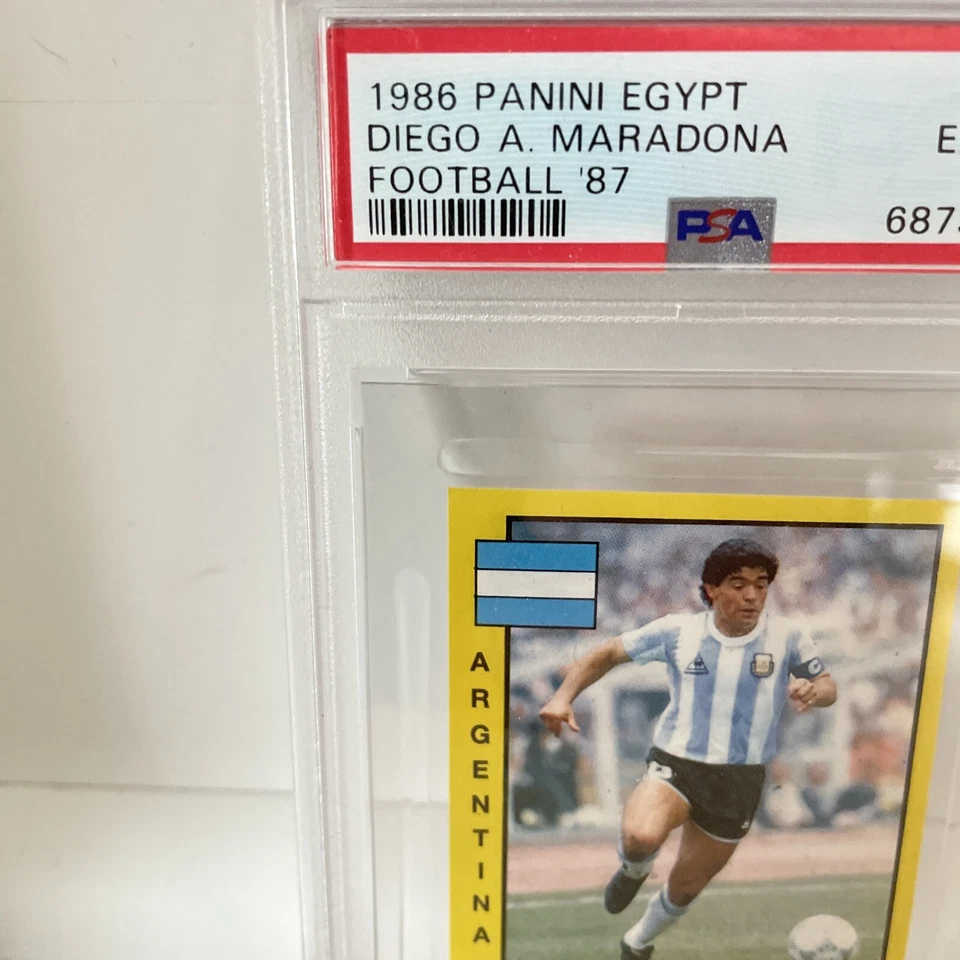 1986 PANINI EGYPT
DIEGO A. MARADONA
FOOTBALL '87
PSA
ARGENTINA